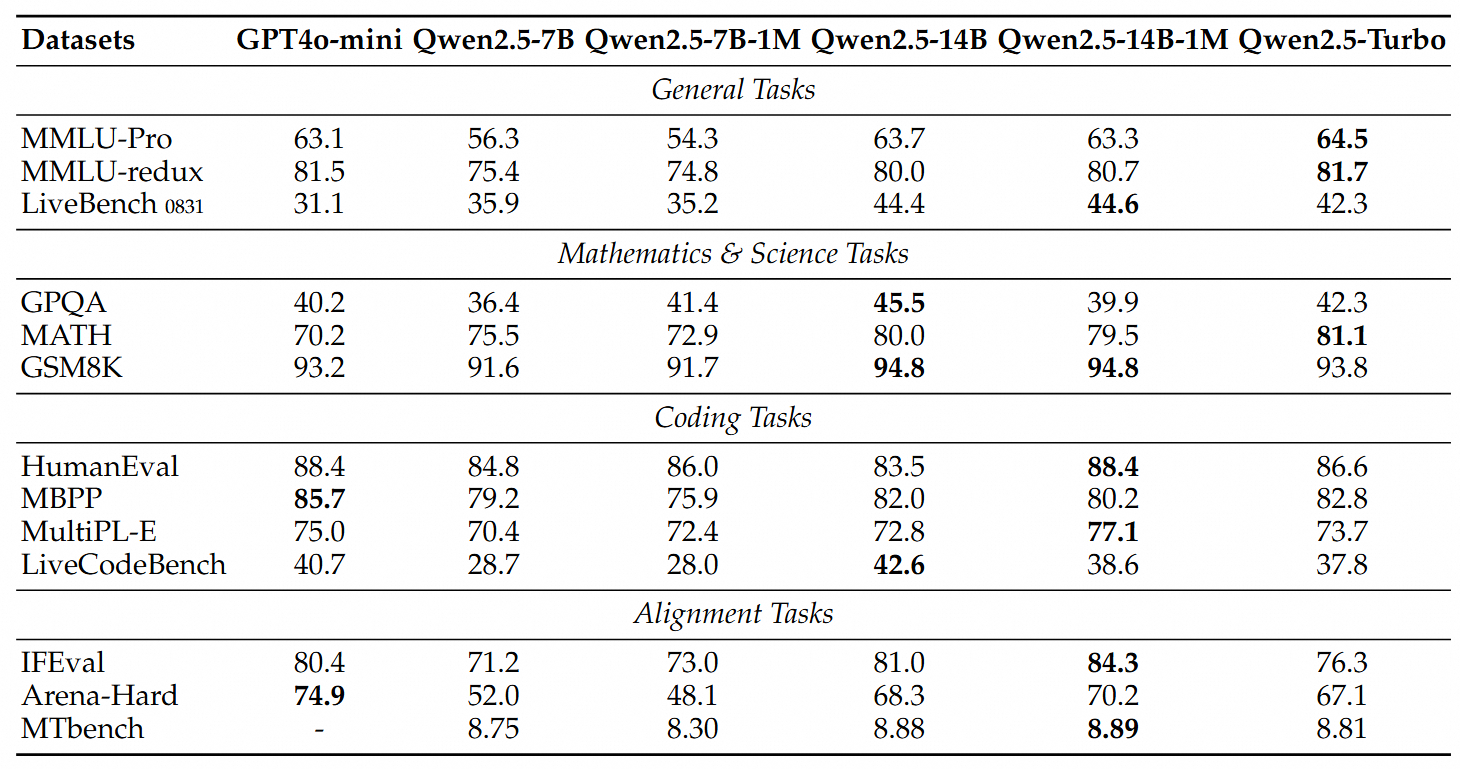 Datasets GPT4o-mini Qwen2.5-7B Qwen2.5-7B-1M Qwen2.5-14B Qwen2.5-14B-1M Qwen2.5-Turbo
General Tasks
MMLU-Pro 63.1 56.3 54.3 63.7 63.3 64.5
MMLU-redux 81.5 75.4 74.8 80.0 80.7 81.7
LiveBench 0831 31.1 35.9 35.2 44.4 44.6 42.3
Mathematics & Science Tasks
GPQA 40.2 36.4 41.4 45.5 39.9 42.3
MATH 70.2 75.5 72.9 80.0 79.5 81.1
GSM8K 93.2 91.6 91.7 94.8 94.8 93.8
Coding Tasks
HumanEval 88.4 84.8 86.0 83.5 88.4 86.6
MBPP 85.7 79.2 75.9 82.0 80.2 82.8
MultiPL-E 75.0 70.4 72.4 72.8 77.1 73.7
LiveCodeBench 40.7 28.7 28.0 42.6 38.6 37.8
Alignment Tasks
IFEval 80.4 71.2 73.0 81.0 84.3 76.3
Arena-Hard 74.9 52.0 48.1 68.3 70.2 67.1
MTbench - 8.75 8.30 8.88 8.89 8.81